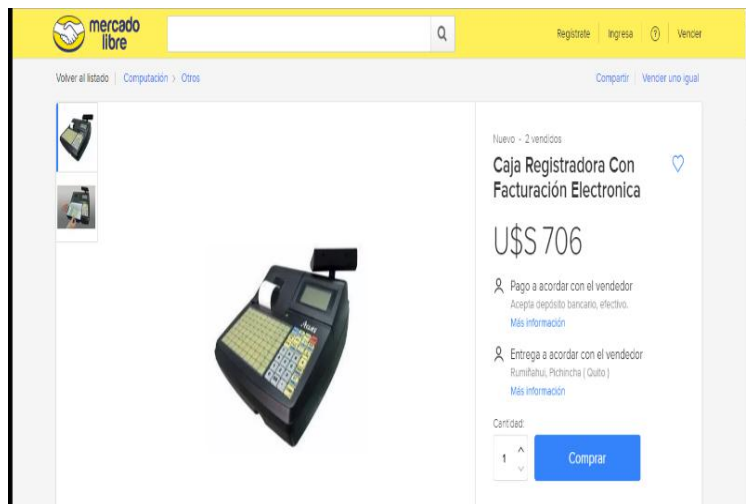 mercado
libre
Regístrate
Ingresa
?
Vender
Volver al listado
Computación > Otros
Compartir
Vender uno igual
Nuevo - 2 vendidos
Caja Registradora Con
Facturación Electronica
U$S 706
Pago a acordar con el vendedor
Acepta depósito bancario, efectivo.
Más información
Entrega a acordar con el vendedor
Rumiñahui, Pichincha ( Quito )
Más información
Cantidad:
1
Comprar